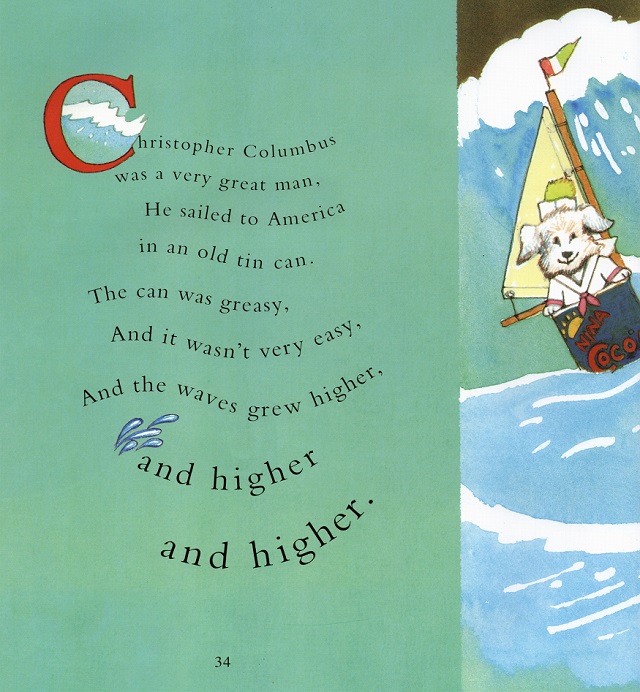 Christopher Columbus
was a very great man,
He sailed to America
in an old tin can.
The can was greasy,
And it wasn't very easy,
And the waves grew higher,
and higher
and higher.
34
NINA